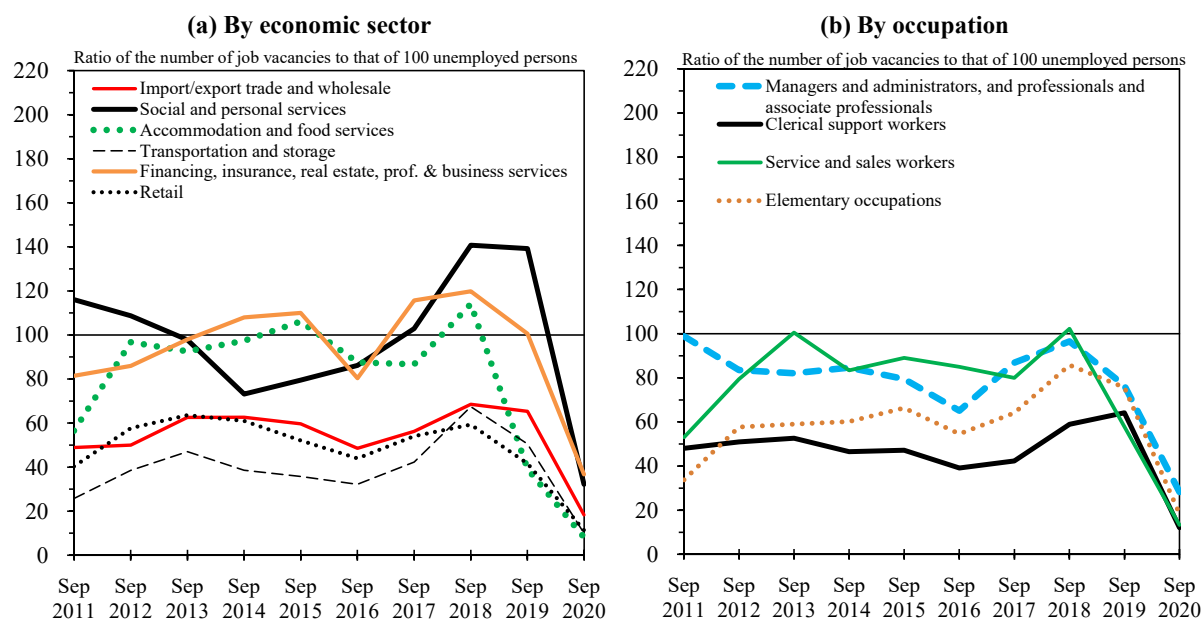 (a) By economic sector
Ratio of the number of job vacancies to that of 100 unemployed persons
220
200
180
160
140
120
100
80
60
40
20
0
Import/export trade and wholesale
Social and personal services
Accommodation and food services
Transportation and storage
Financing, insurance, real estate, prof. & business services
Retail
Sep Sep Sep Sep Sep Sep Sep Sep Sep Sep
2011 2012 2013 2014 2015 2016 2017 2018 2019 2020
(b) By occupation
Ratio of the number of job vacancies to that of 100 unemployed persons
220
200
180
160
140
120
100
80
60
40
20
0
Managers and administrators, and professionals and
associate professionals
Clerical support workers
Service and sales workers
Elementary occupations
Sep Sep Sep Sep Sep Sep Sep Sep Sep Sep
2011 2012 2013 2014 2015 2016 2017 2018 2019 2020